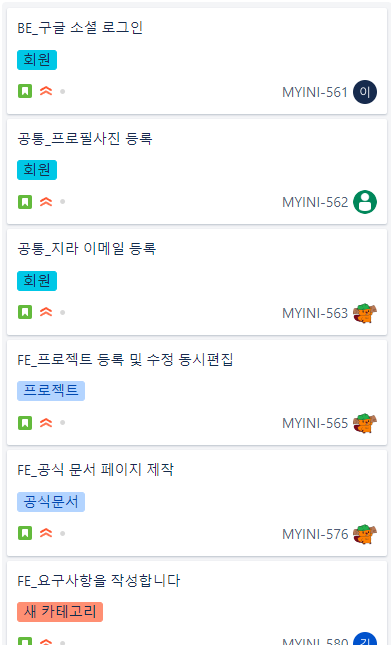 BE_구글 소셜 로그인
회원
MYINI-561 이
공통_프로필사진 등록
회원
MYINI-562
공통_지라 이메일 등록
회원
MYINI-563
FE_프로젝트 등록 및 수정 동시편집
프로젝트
MYINI-565
FE_공식 문서 페이지 제작
공식문서
MYINI-576
FE_요구사항을 작성합니다
새 카테고리
MYINI-580